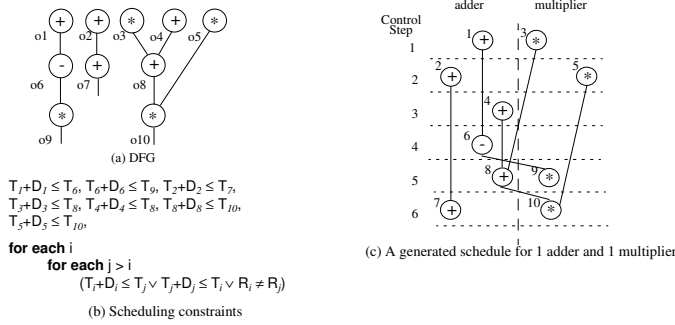 o1
o2
o3
o4
o5
+
+
*
+
*
o6
-
o7
+
o8
+
*
*
o9
o10
(a) DFG
T1+D1 ≤ T6, T6+D6 ≤ T9, T2+D2 ≤ T7,
T3+D3 ≤ T8, T4+D4 ≤ T8, T8+D8 ≤ T10,
T5+D5 ≤ T10,
for each i
for each j > i
(Ti+Di ≤ Tj ∨ Tj+Dj ≤ Ti ∨ Ri ≠ Rj)
(b) Scheduling constraints
adder multiplier
Control
Step
1 1 + 3 *
2 2 + 5 *
3 4 +
4 6 -
5 8 + 9 *
6 7 + 10 *
(c) A generated schedule for 1 adder and 1 multiplier